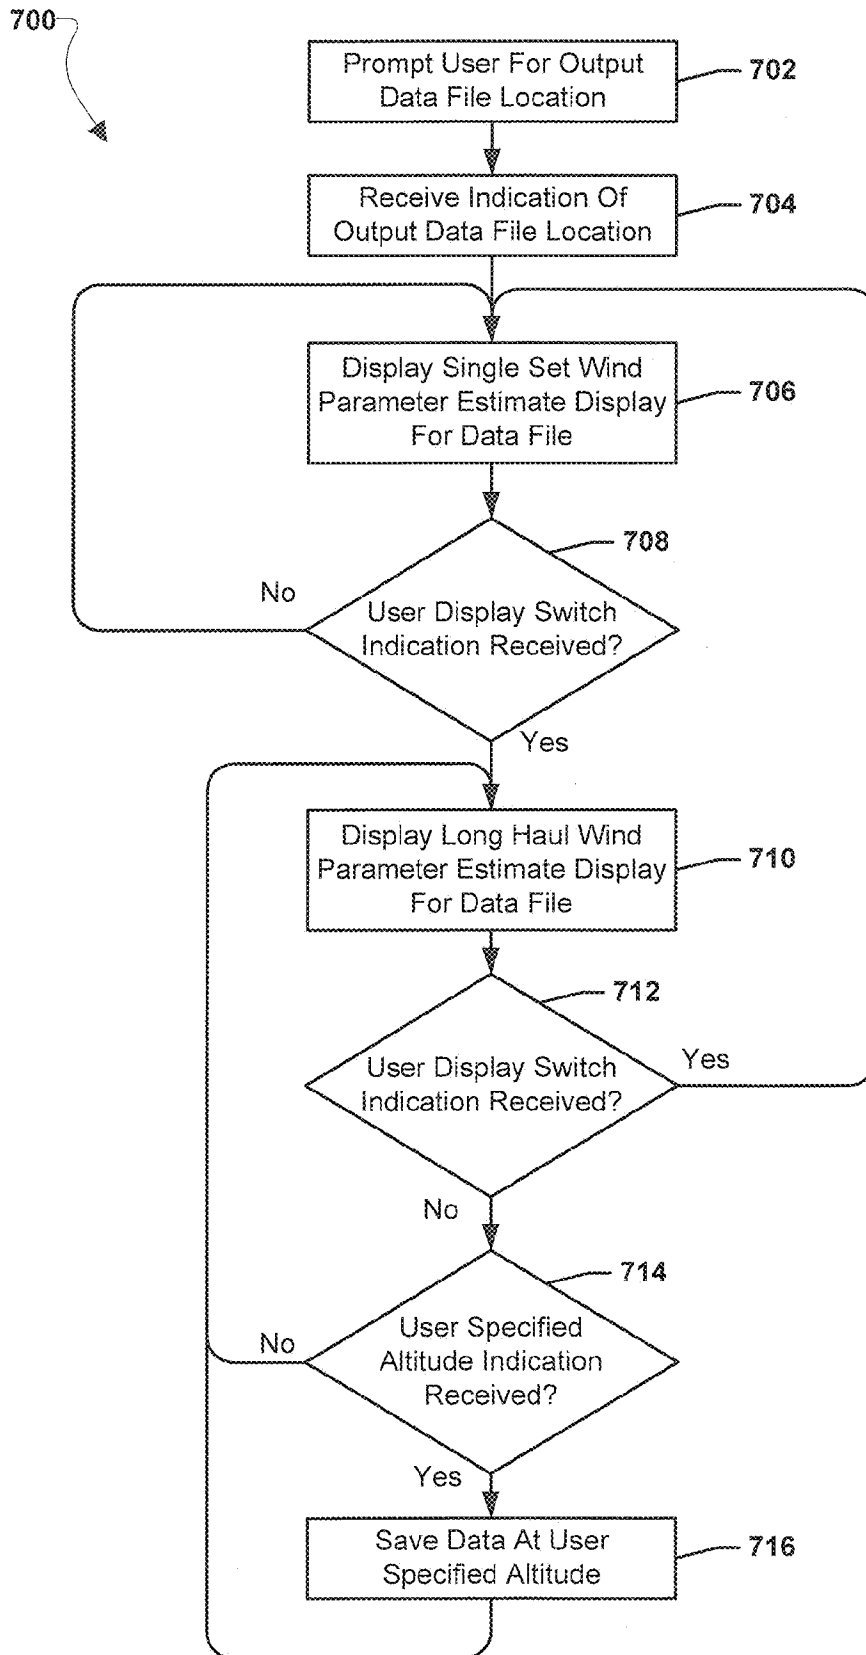 700
Prompt User For Output
Data File Location
702
Receive Indication Of
Output Data File Location
704
Display Single Set Wind
Parameter Estimate Display
For Data File
706
708
No
User Display Switch
Indication Received?
Yes
Display Long Haul Wind
Parameter Estimate Display
For Data File
710
712
User Display Switch
Indication Received?
Yes
No
714
No
User Specified
Altitude Indication
Received?
Yes
Save Data At User
Specified Altitude
716